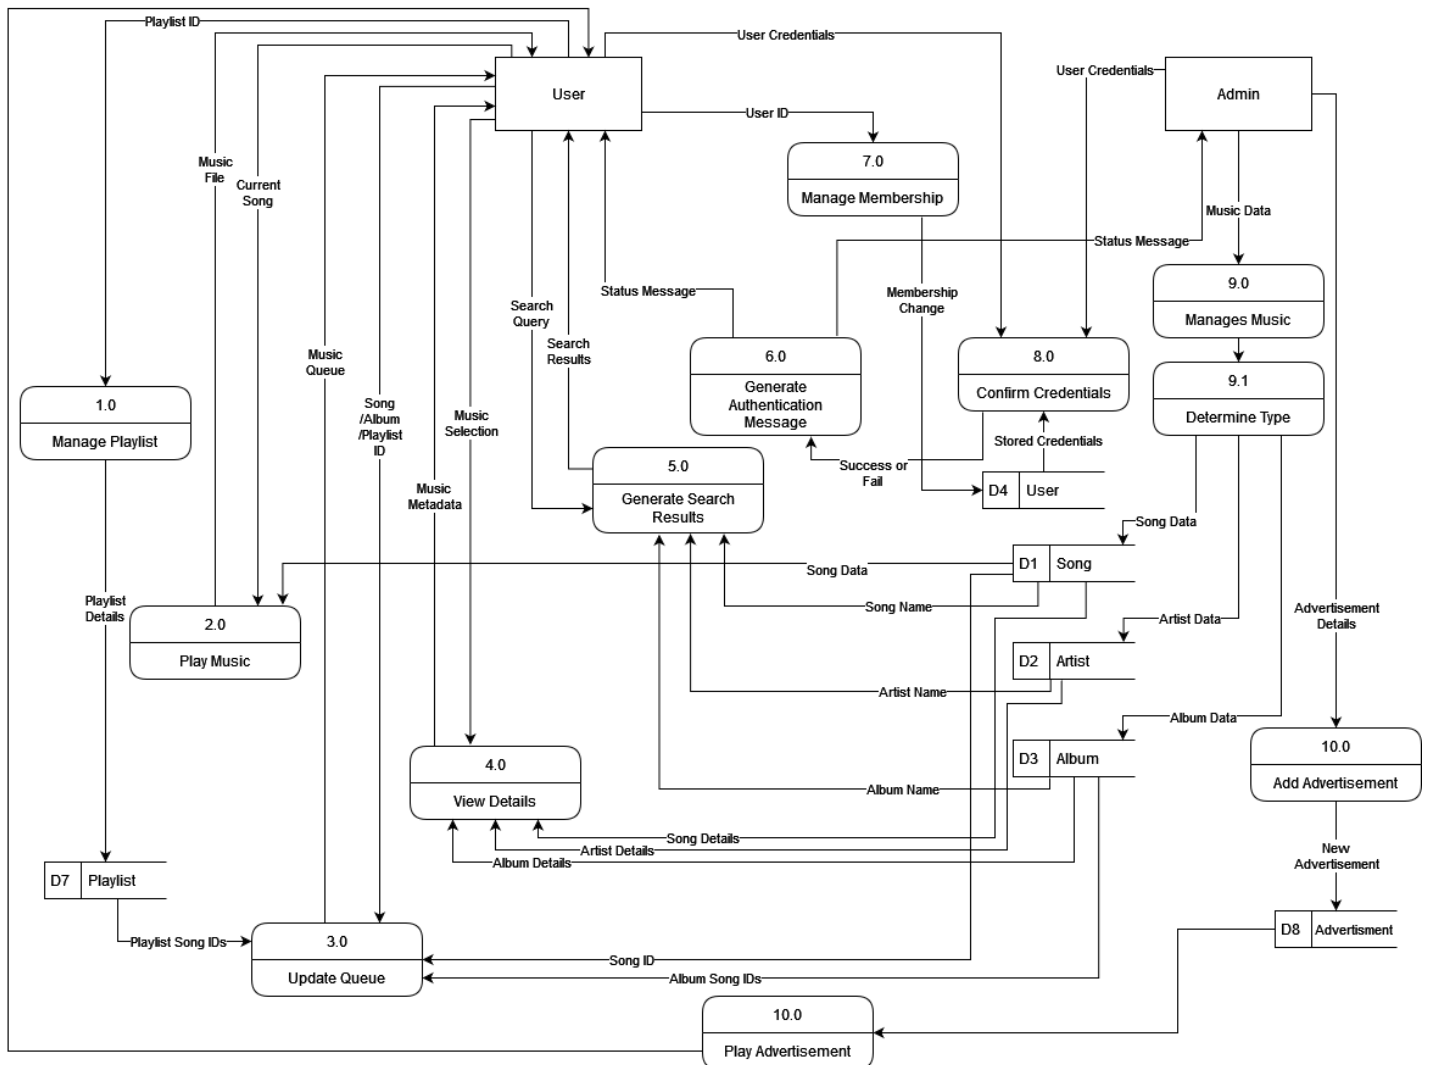 Playlist ID
User Credentials
User Credentials
User
Admin
User ID
7.0
Manage Membership
Music
File
Current
Song
Music Data
Status Message
9.0
Manages Music
Status Message
Membership
Change
Search
Query
Search
Results
Music
Queue
6.0
Generate
Authentication
Message
8.0
Confirm Credentials
9.1
Determine Type
1.0
Manage Playlist
Song
/Album
/Playlist
ID
Music
Selection
Stored Credentials
Success or
Fail
5.0
Generate Search
Results
D4
User
Music
Metadata
Song Data
D1
Song
Song Data
Song Name
Playlist
Details
2.0
Play Music
Artist Data
Advertisement
Details
D2
Artist
Artist Name
Album Data
D3
Album
4.0
View Details
10.0
Add Advertisement
Album Name
Song Details
Artist Details
Album Details
New
Advertisement
D7
Playlist
D8
Advertisment
3.0
Update Queue
Playlist Song IDs
Song ID
Album Song IDs
10.0
Play Advertisement